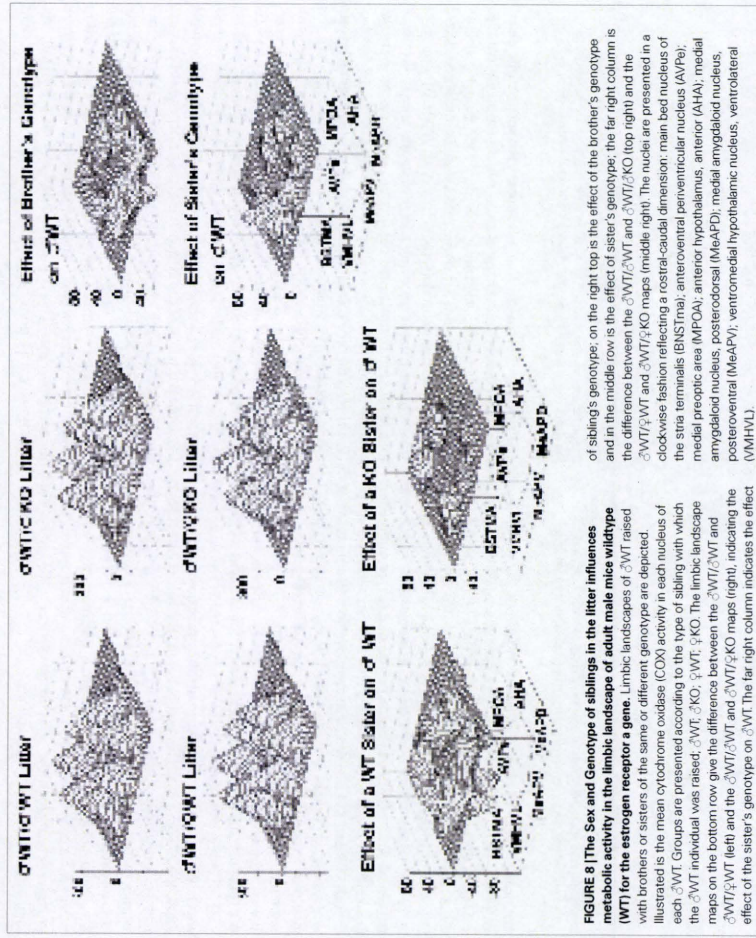 ♂WT/♂WT Litter
♂WT/♂KO Litter
Effect of Brother's Genotype
on ♂WT
♂WT/♀WT Litter
♂WT/♀KO Litter
Effect of Sister's Genotype
on ♂WT
Effect of a WT Sister on ♂ WT
Effect of a KO Sister on ♂ WT
MPOA
AHA
FIGURE 8 | The Sex and Genotype of siblings in the litter influences
metabolic activity in the limbic landscape of adult male mice wildtype
(WT) for the estrogen receptor a gene. Limbic landscapes of ♂WT raised
with brothers or sisters of the same or different genotype are depicted.
Illustrated is the mean cytochrome oxidase (COX) activity in each nucleus of
each ♂WT. Groups are presented according to the type of sibling with which
the ♂WT individual was raised; ♂WT; ♂KO; ♀WT; ♀KO. The limbic landscape
maps on the bottom row give the difference between the ♂WT/♂WT and
♂WT/♀WT (left) and the ♂WT/♂WT and ♂WT/♀KO maps (right), indicating the
effect of the sister's genotype on ♂WT. The far right column indicates the effect
of sibling's genotype; on the right top is the effect of the brother's genotype
and in the middle row is the effect of sister's genotype; the far right column is
the difference between the ♂WT/♂WT and ♂WT/♂KO (top right) and the
♂WT/♀WT and ♂WT/♀KO maps (middle right). The nuclei are presented in a
clockwise fashion reflecting a rostral-caudal dimension: main bed nucleus of
the stria terminalis (BNSTma); anteroventral periventricular nucleus (AVPe);
medial preoptic area (MPOA); anterior hypothalamus, anterior (AHA); medial
amygdaloid nucleus, posterodorsal (MeAPD); medial amygdaloid nucleus,
posteroventral (MeAPV); ventromedial hypothalamic nucleus, ventrolateral
(VMHVL).